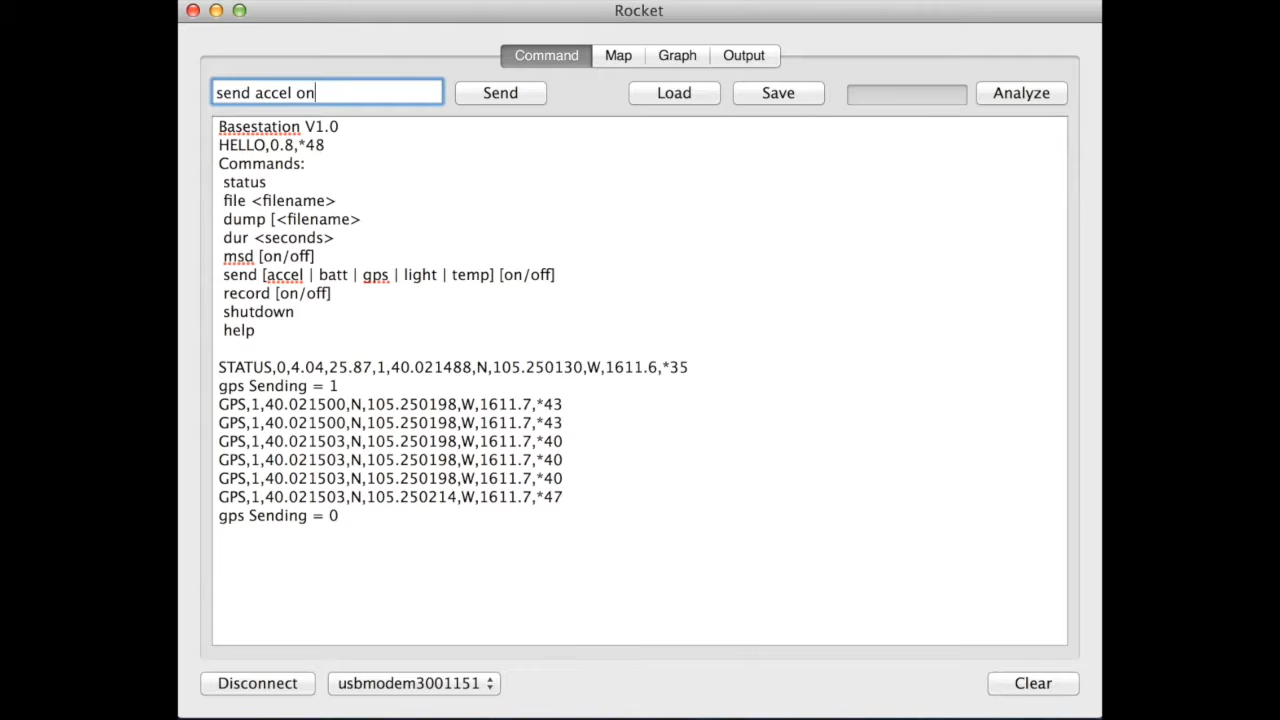 Rocket
Command Map Graph Output
send accel on Send Load Save Analyze
Basestation V1.0
HELLO,0.8,*48
Commands:
status
file <filename>
dump [<filename>
dur <seconds>
msd [on/off]
send [accel | batt | gps | light | temp] [on/off]
record [on/off]
shutdown
help
STATUS,0,4.04,25.87,1,40.021488,N,105.250130,W,1611.6,*35
gps Sending = 1
GPS,1,40.021500,N,105.250198,W,1611.7,*43
GPS,1,40.021500,N,105.250198,W,1611.7,*43
GPS,1,40.021503,N,105.250198,W,1611.7,*40
GPS,1,40.021503,N,105.250198,W,1611.7,*40
GPS,1,40.021503,N,105.250198,W,1611.7,*40
GPS,1,40.021503,N,105.250214,W,1611.7,*47
gps Sending = 0
Disconnect usbmodem3001151 Clear